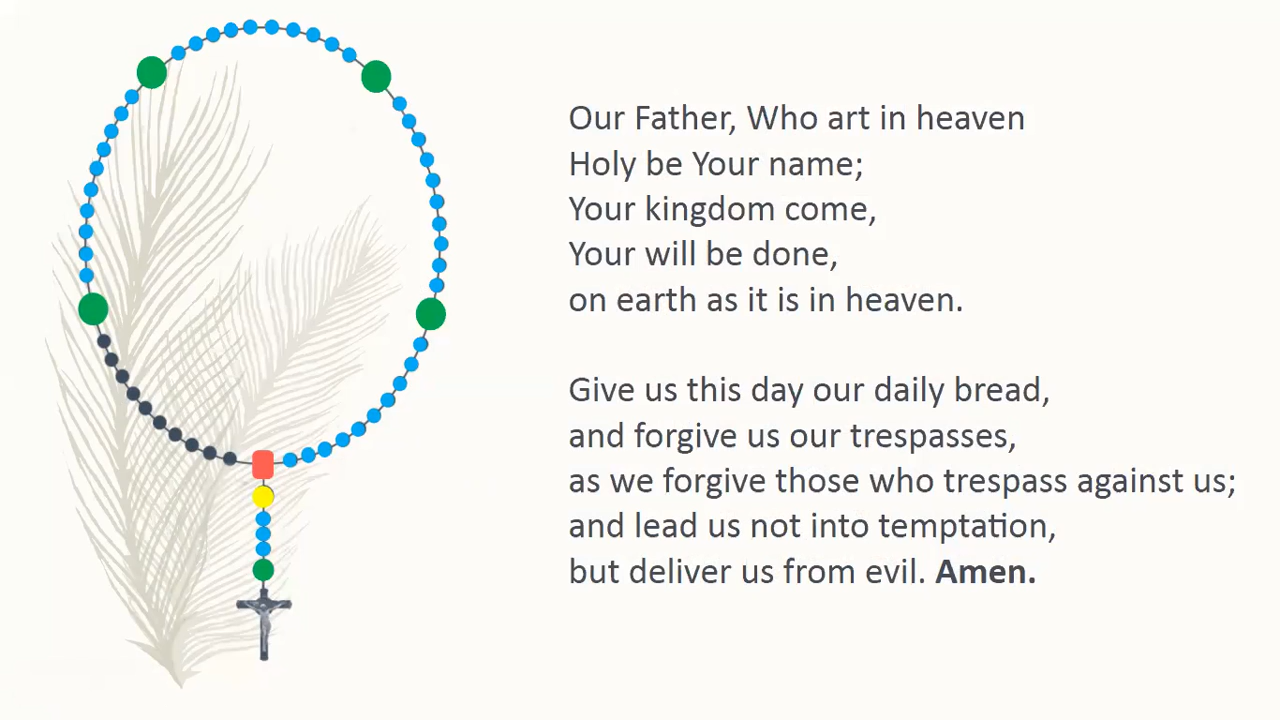 Our Father, Who art in heaven
Holy be Your name;
Your kingdom come,
Your will be done,
on earth as it is in heaven.
Give us this day our daily bread,
and forgive us our trespasses,
as we forgive those who trespass against us;
and lead us not into temptation,
but deliver us from evil. Amen.